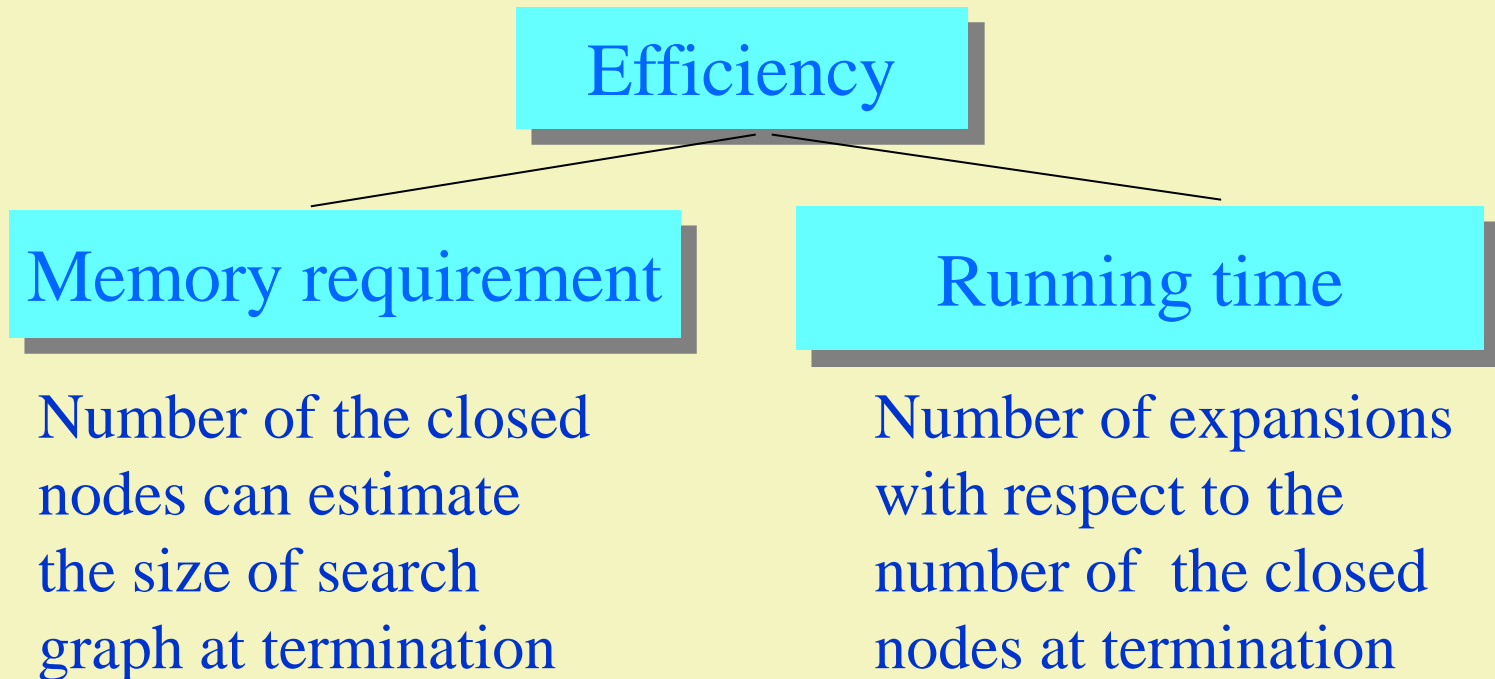 Efficiency
Memory requirement
Running time
Number of the closed
nodes can estimate
the size of search
graph at termination
Number of expansions
with respect to the
number of  the closed
nodes at termination